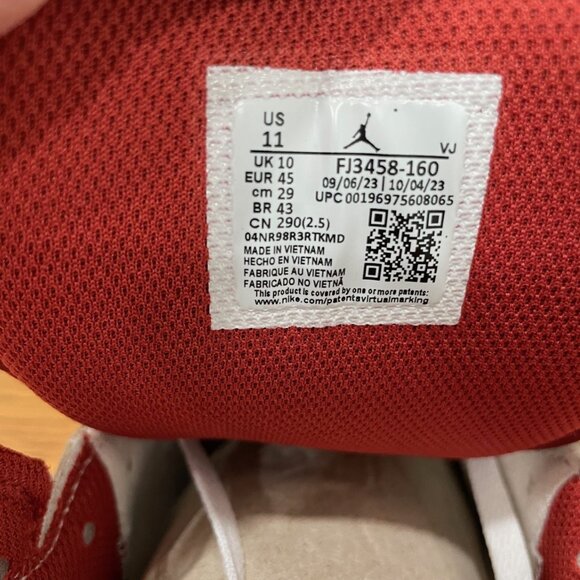 US
11
VJ
UK 10
EUR 45
cm 29
BR 43
CN 290(2.5)
FJ3458-160
09/06/23 | 10/04/23
UPC 00196975608065
04NR98R3RTKMD
MADE IN VIETNAM
HECHO EN VIETNAM
FABRIQUE AU VIETNAM
FABRICADO NO VIETNÃ
This product is covered by one or more patents:
www.nike.com/patentsvirtualmarking